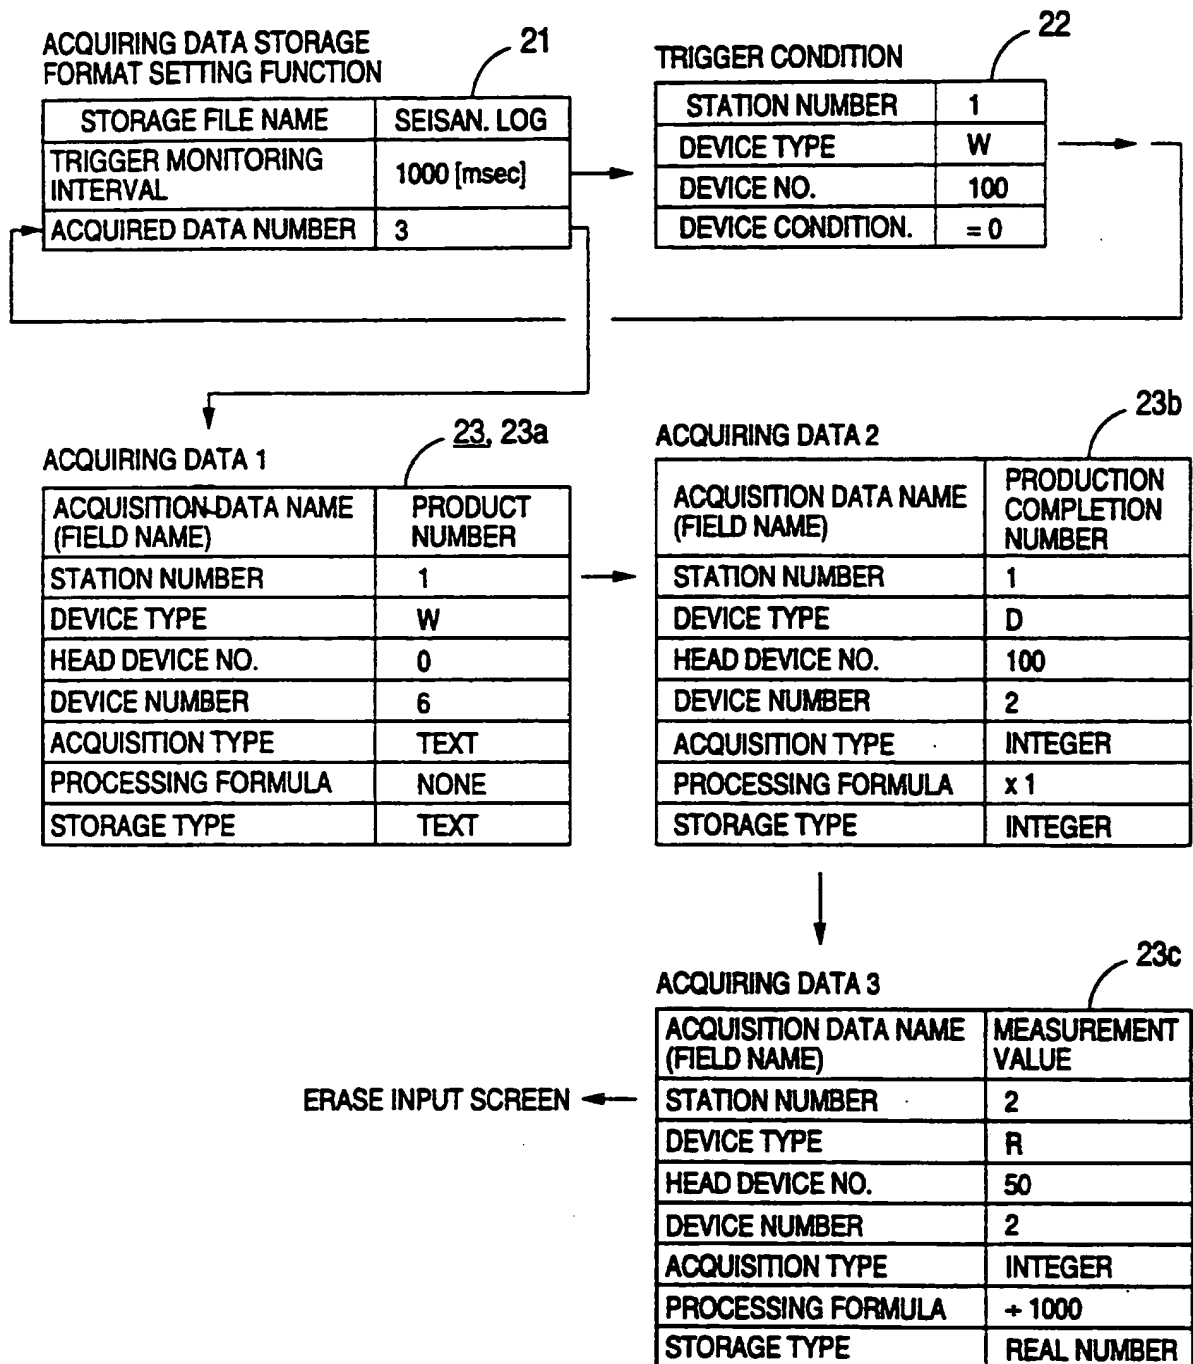 ACQUIRING DATA STORAGE
FORMAT SETTING FUNCTION
21
STORAGE FILE NAME SEISAN. LOG
TRIGGER MONITORING
INTERVAL 1000 [msec]
ACQUIRED DATA NUMBER 3
22
TRIGGER CONDITION
STATION NUMBER 1
DEVICE TYPE W
DEVICE NO. 100
DEVICE CONDITION. = 0
23, 23a
ACQUIRING DATA 1
ACQUISITION DATA NAME
(FIELD NAME)
PRODUCT
NUMBER
STATION NUMBER 1
DEVICE TYPE W
HEAD DEVICE NO. 0
DEVICE NUMBER 6
ACQUISITION TYPE TEXT
PROCESSING FORMULA NONE
STORAGE TYPE TEXT
23b
ACQUIRING DATA 2
ACQUISITION DATA NAME
(FIELD NAME)
PRODUCTION
COMPLETION
NUMBER
STATION NUMBER 1
DEVICE TYPE D
HEAD DEVICE NO. 100
DEVICE NUMBER 2
ACQUISITION TYPE INTEGER
PROCESSING FORMULA x 1
STORAGE TYPE INTEGER
23c
ACQUIRING DATA 3
ACQUISITION DATA NAME
(FIELD NAME)
MEASUREMENT
VALUE
STATION NUMBER 2
DEVICE TYPE R
HEAD DEVICE NO. 50
DEVICE NUMBER 2
ACQUISITION TYPE INTEGER
PROCESSING FORMULA ÷ 1000
STORAGE TYPE REAL NUMBER
ERASE INPUT SCREEN